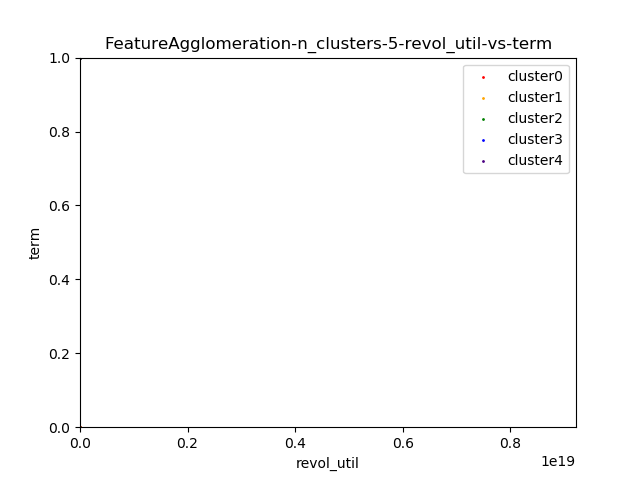 FeatureAgglomeration-n_clusters-5-revol_util-vs-term
1.0
0.8
0.6
0.4
0.2
0.0
term
cluster0
cluster1
cluster2
cluster3
cluster4
0.0 0.2 0.4 0.6 0.8
1e19
revol_util